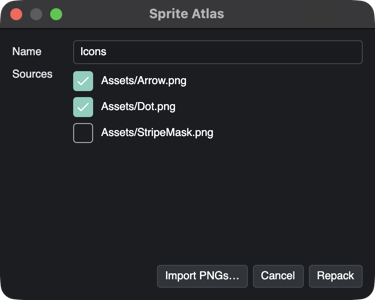 Sprite Atlas
Name Icons
Sources Assets/Arrow.png
Assets/Dot.png
Assets/StripeMask.png
Import PNGs… Cancel Repack